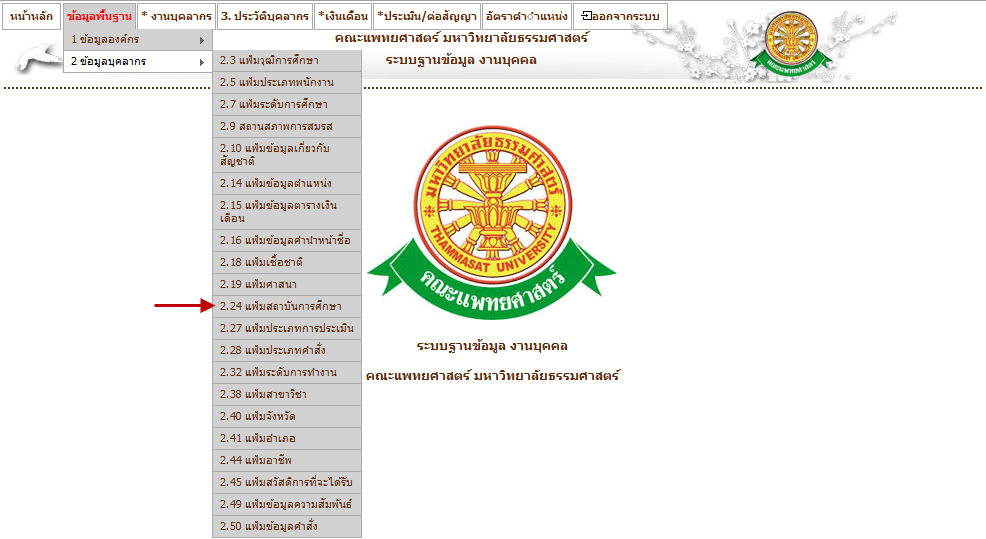 หน้าหลัก ข้อมูลพื้นฐาน * งานบุคลากร 3. ประวัติบุคลากร *เงินเดือน *ประเมิน/ต่อสัญญา อัตราตำาแหน่ง ออกจากระบบ
คณะแพทยศาสตร์ มหาวิทยาลัยธรรมศาสตร์
ระบบฐานข้อมูล งานบุคคล
1 ข้อมูลองค์กร
2 ข้อมูลบุคลากร
2.3 แฟ้มวุฒิการศึกษา
2.5 แฟ้มประเภทพนักงาน
2.7 แฟ้มระดับการศึกษา
2.9 สถานสภาพการสมรส
2.10 แฟ้มข้อมูลเกี่ยวกับ
สัญชาติ
2.14 แฟ้มข้อมูลตำแหน่ง
2.15 แฟ้มข้อมูลตารางเงิน
เดือน
2.16 แฟ้มข้อมูลคำนำหน้าชื่อ
2.18 แฟ้มเชื้อชาติ
2.19 แฟ้มศาสนา
2.24 แฟ้มสถาบันการศึกษา
2.27 แฟ้มประเภทการประเมิน
2.28 แฟ้มประเภทคำสั่ง
2.32 แฟ้มระดับการทำงาน
2.38 แฟ้มสาขาวิชา
2.40 แฟ้มจังหวัด
2.41 แฟ้มอำเภอ
2.44 แฟ้มอาชีพ
2.45 แฟ้มสวัสดิการที่จะได้รับ
2.49 แฟ้มข้อมูลความสัมพันธ์
2.50 แฟ้มข้อมูลคำสั่ง
มหาวิทยาลัยธรรมศาสตร์
THAMMASAT UNIVERSITY
คณะแพทยศาสตร์
ระบบฐานข้อมูล งานบุคคล
คณะแพทยศาสตร์ มหาวิทยาลัยธรรมศาสตร์